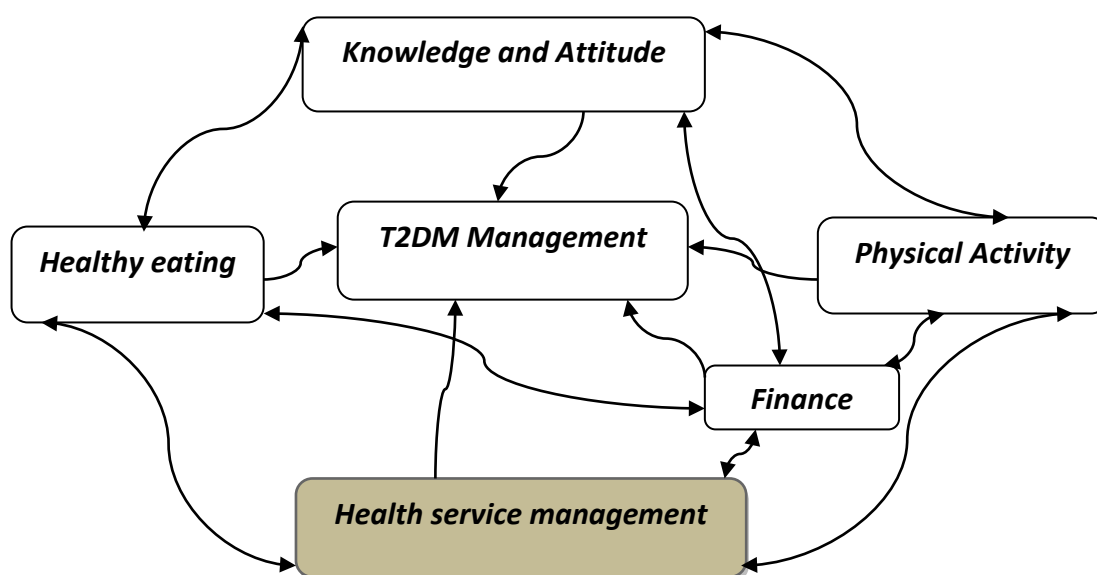 Knowledge and Attitude
T2DM Management
Healthy eating
Physical Activity
Finance
Health service management